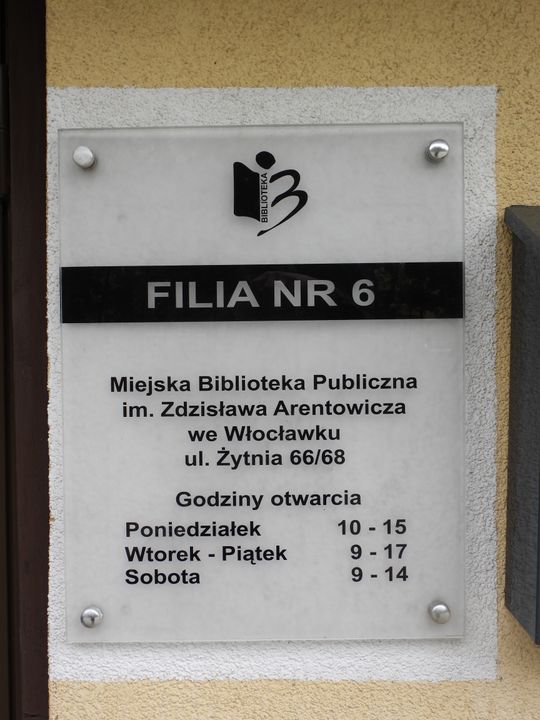 BIBLIOTEKA
FILIA NR 6
Miejska Biblioteka Publiczna
im. Zdzisława Arentowicza
we Włocławku
ul. Żytnia 66/68
Godziny otwarcia
Poniedziałek 10 - 15
Wtorek - Piątek 9 - 17
Sobota 9 - 14